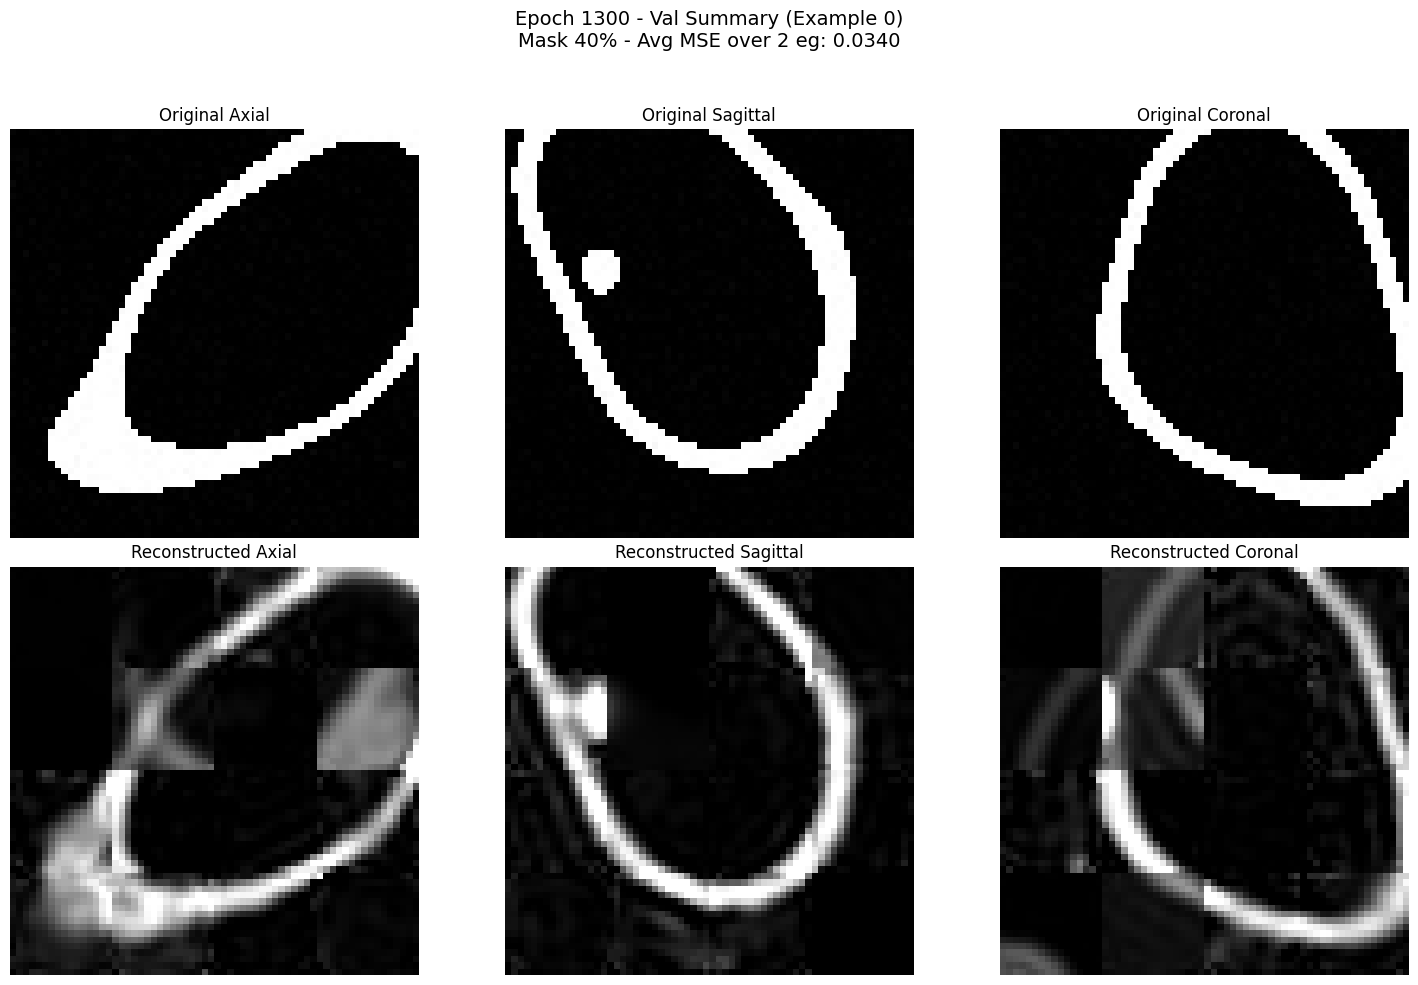 Epoch 1300 - Val Summary (Example 0)
Mask 40% - Avg MSE over 2 eg: 0.0340
Original Axial
Original Sagittal
Original Coronal
Reconstructed Axial
Reconstructed Sagittal
Reconstructed Coronal